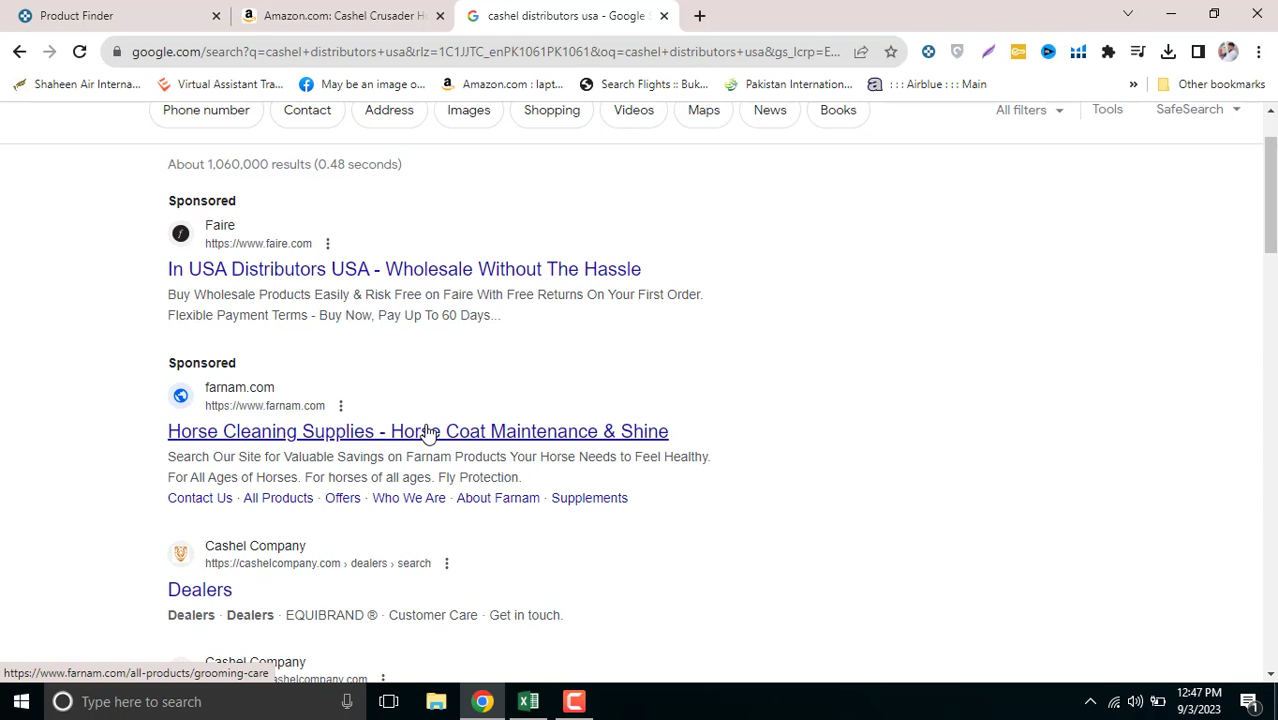 Product Finder
Amazon.com: Cashel Crusader Ho
cashel distributors usa - Google S
google.com/search?q=cashel+distributors+usa&rlz=1C1JJTC_enPK1061PK1061&oq=cashel+distributors+usa&gs_lcrp=E...
Shaheen Air Interna... Virtual Assistant Tra... May be an image o... Amazon.com : lapt... Search Flights :: Buk... Pakistan Internation... : : : Airblue : : : Main » Other bookmarks
Phone number Contact Address Images Shopping Videos Maps News Books All filters Tools SafeSearch
About 1,060,000 results (0.48 seconds)
Sponsored
Faire
https://www.faire.com
In USA Distributors USA - Wholesale Without The Hassle
Buy Wholesale Products Easily & Risk Free on Faire With Free Returns On Your First Order.
Flexible Payment Terms - Buy Now, Pay Up To 60 Days...
Sponsored
farnam.com
https://www.farnam.com
Horse Cleaning Supplies - Horse Coat Maintenance & Shine
Search Our Site for Valuable Savings on Farnam Products Your Horse Needs to Feel Healthy.
For All Ages of Horses. For horses of all ages. Fly Protection.
Contact Us · All Products · Offers · Who We Are · About Farnam · Supplements
Cashel Company
https://cashelcompany.com › dealers › search
Dealers
Dealers · Dealers · EQUIBRAND ® · Customer Care · Get in touch.
Cashel Company
https://www.farnam.com/all-products/grooming-care
Type here to search
12:47 PM
9/3/2023
1